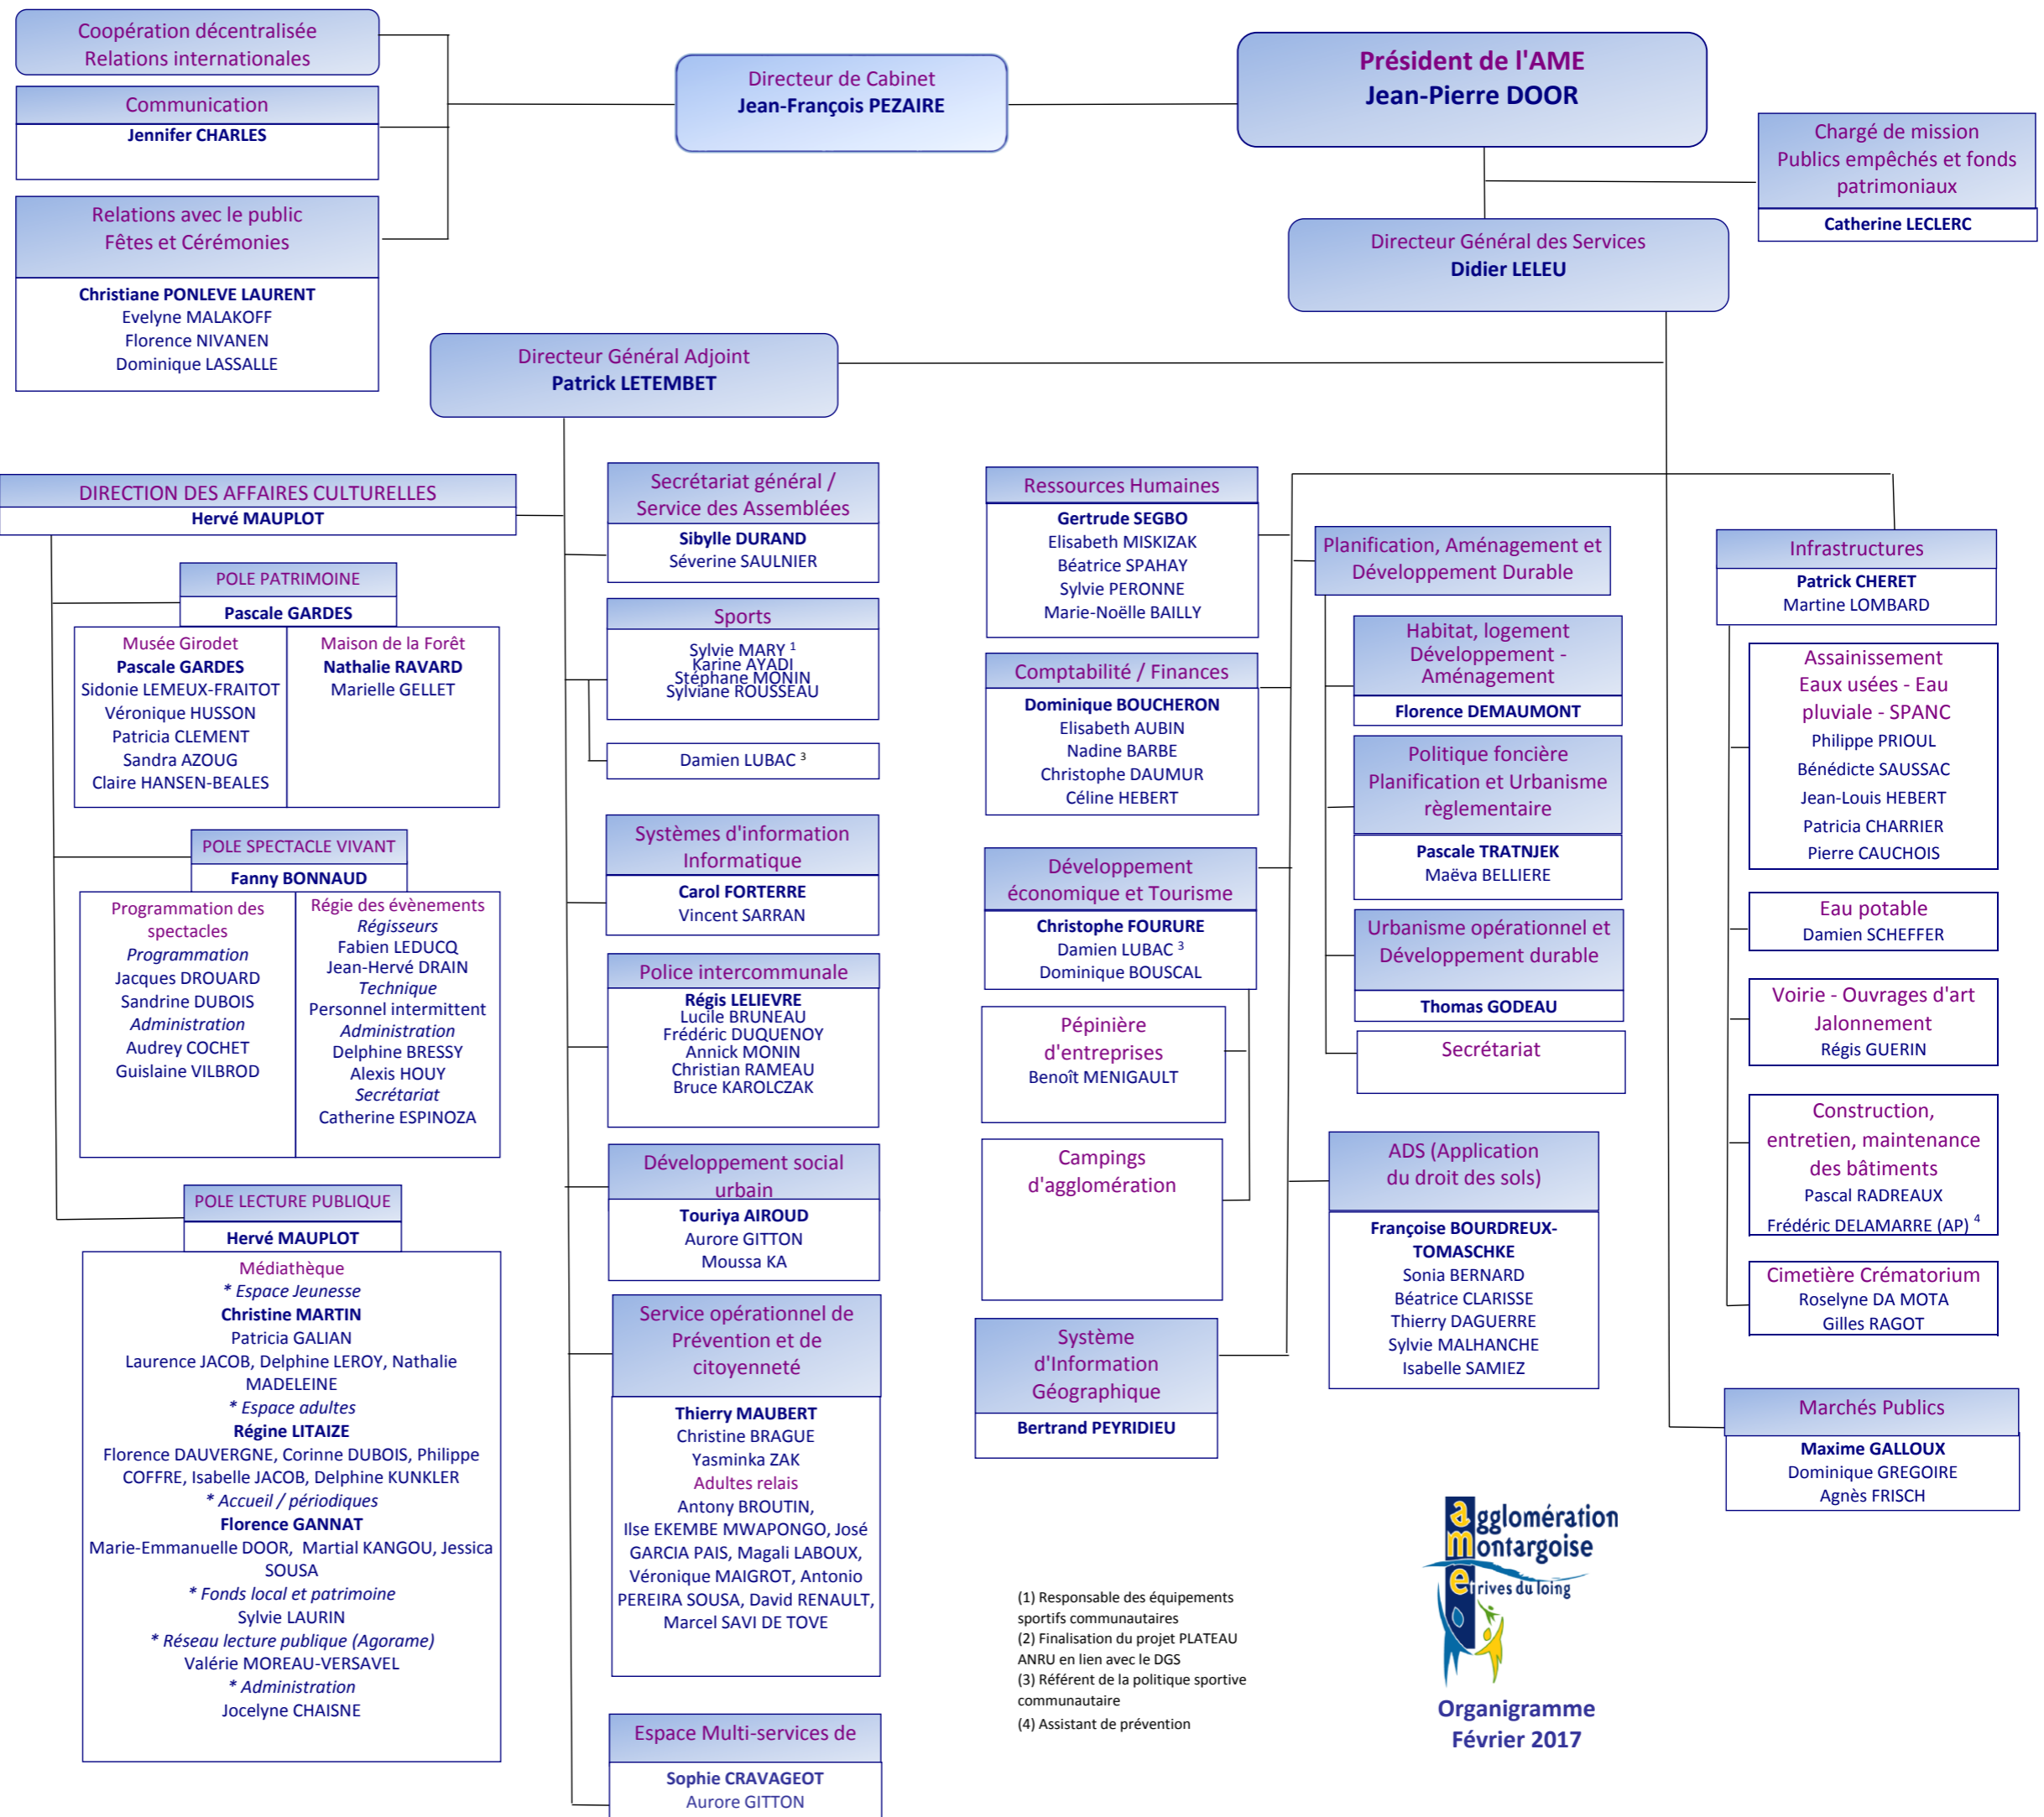 Coopération décentralisée
Relations internationales
Communication
Jennifer CHARLES
Relations avec le public
Fêtes et Cérémonies
Christiane PONLEVE LAURENT
Evelyne MALAKOFF
Florence NIVANEN
Dominique LASSALLE
Directeur de Cabinet
Jean-François PEZAIRE
Président de l'AME
Jean-Pierre DOOR
Chargé de mission
Publics empêchés et fonds
patrimoniaux
Catherine LECLERC
Directeur Général des Services
Didier LELEU
Directeur Général Adjoint
Patrick LETEMBET
DIRECTION DES AFFAIRES CULTURELLES
Hervé MAUPLOT
POLE PATRIMOINE
Pascale GARDES
Musée Girodet
Pascale GARDES
Sidonie LEMEUX-FRAITOT
Véronique HUSSON
Patricia CLEMENT
Sandra AZOUG
Claire HANSEN-BEALES
Maison de la Forêt
Nathalie RAVARD
Marielle GELLET
POLE SPECTACLE VIVANT
Fanny BONNAUD
Programmation des
spectacles
Programmation
Jacques DROUARD
Sandrine DUBOIS
Administration
Audrey COCHET
Guislaine VILBROD
Régie des évènements
Régisseurs
Fabien LEDUCQ
Jean-Hervé DRAIN
Technique
Personnel intermittent
Administration
Delphine BRESSY
Alexis HOUY
Secrétariat
Catherine ESPINOZA
POLE LECTURE PUBLIQUE
Hervé MAUPLOT
Médiathèque
* Espace Jeunesse
Christine MARTIN
Patricia GALIAN
Laurence JACOB, Delphine LEROY, Nathalie
MADELEINE
* Espace adultes
Régine LITAIZE
Florence DAUVERGNE, Corinne DUBOIS, Philippe
COFFRE, Isabelle JACOB, Delphine KUNKLER
* Accueil / périodiques
Florence GANNAT
Marie-Emmanuelle DOOR, Martial KANGOU, Jessica
SOUSA
* Fonds local et patrimoine
Sylvie LAURIN
* Réseau lecture publique (Agorame)
Valérie MOREAU-VERSAVEL
* Administration
Jocelyne CHAISNE
Secrétariat général /
Service des Assemblées
Sibylle DURAND
Séverine SAULNIER
Sports
Sylvie MARY 1
Karine AYADI
Stéphane MONIN
Sylviane ROUSSEAU
Damien LUBAC 3
Systèmes d'information
Informatique
Carol FORTERRE
Vincent SARRAN
Police intercommunale
Régis LELIEVRE
Lucile BRUNEAU
Frédéric DUQUENOY
Annick MONIN
Christian RAMEAU
Bruce KAROLCZAK
Développement social
urbain
Touriya AIROUD
Aurore GITTON
Moussa KA
Service opérationnel de
Prévention et de
citoyenneté
Thierry MAUBERT
Christine BRAGUE
Yasminka ZAK
Adultes relais
Antony BROUTIN,
Ilse EKEMBE MWAPONGO, José
GARCIA PAIS, Magali LABOUX,
Véronique MAIGROT, Antonio
PEREIRA SOUSA, David RENAULT,
Marcel SAVI DE TOVE
Espace Multi-services de
Sophie CRAVAGEOT
Aurore GITTON
Ressources Humaines
Gertrude SEGBO
Elisabeth MISKIZAK
Béatrice SPAHAY
Sylvie PERONNE
Marie-Noëlle BAILLY
Comptabilité / Finances
Dominique BOUCHERON
Elisabeth AUBIN
Nadine BARBE
Christophe DAUMUR
Céline HEBERT
Développement
économique et Tourisme
Christophe FOURURE
Damien LUBAC 3
Dominique BOUSCAL
Pépinière
d'entreprises
Benoît MENIGAULT
Campings
d'agglomération
Système
d'Information
Géographique
Bertrand PEYRIDIEU
Planification, Aménagement et
Développement Durable
Habitat, logement
Développement -
Aménagement
Florence DEMAUMONT
Politique foncière
Planification et Urbanisme
règlementaire
Pascale TRATNJEK
Maëva BELLIERE
Urbanisme opérationnel et
Développement durable
Thomas GODEAU
Secrétariat
ADS (Application
du droit des sols)
Françoise BOURDREUX-
TOMASCHKE
Sonia BERNARD
Béatrice CLARISSE
Thierry DAGUERRE
Sylvie MALHANCHE
Isabelle SAMIEZ
Infrastructures
Patrick CHERET
Martine LOMBARD
Assainissement
Eaux usées - Eau
pluviale - SPANC
Philippe PRIOUL
Bénédicte SAUSSAC
Jean-Louis HEBERT
Patricia CHARRIER
Pierre CAUCHOIS
Eau potable
Damien SCHEFFER
Voirie - Ouvrages d'art
Jalonnement
Régis GUERIN
Construction,
entretien, maintenance
des bâtiments
Pascal RADREAUX
Frédéric DELAMARRE (AP) 4
Cimetière Crématorium
Roselyne DA MOTA
Gilles RAGOT
Marchés Publics
Maxime GALLOUX
Dominique GREGOIRE
Agnès FRISCH
(1) Responsable des équipements
sportifs communautaires
(2) Finalisation du projet PLATEAU
ANRU en lien avec le DGS
(3) Référent de la politique sportive
communautaire
(4) Assistant de prévention
agglomération
montargoise
et rives du loing
Organigramme
Février 2017